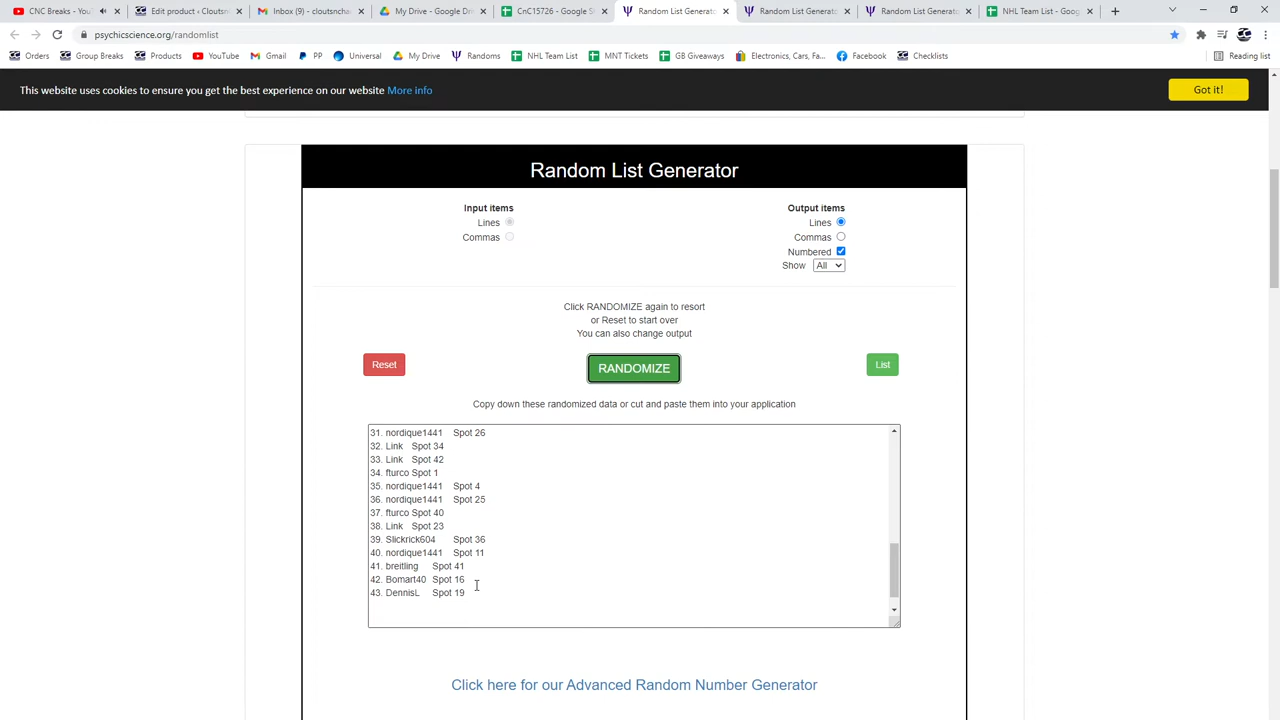 CNC Breaks - You
Edit product ‹ Cloutsn
Inbox (9) - cloutsnchar
My Drive - Google Dri
CnC15726 - Google S
Random List Generato
Random List Generato
Random List Generato
NHL Team List - Goog
psychicscience.org/randomlist
Orders
Group Breaks
Products
YouTube
Gmail
PP
Universal
My Drive
Randoms
NHL Team List
MNT Tickets
GB Giveaways
Electronics, Cars, Fa...
Facebook
Checklists
Reading list
This website uses cookies to ensure you get the best experience on our website More info
Got it!
Random List Generator
Input items
Lines
Commas
Output items
Lines
Commas
Numbered
Show All
Click RANDOMIZE again to resort
or Reset to start over
You can also change output
Reset
RANDOMIZE
List
Copy down these randomized data or cut and paste them into your application
31. nordique1441 Spot 26
32. Link Spot 34
33. Link Spot 42
34. fturco Spot 1
35. nordique1441 Spot 4
36. nordique1441 Spot 25
37. fturco Spot 40
38. Link Spot 23
39. Slickrick604 Spot 36
40. nordique1441 Spot 11
41. breitling Spot 41
42. Bomart40 Spot 16
43. DennisL Spot 19
Click here for our Advanced Random Number Generator